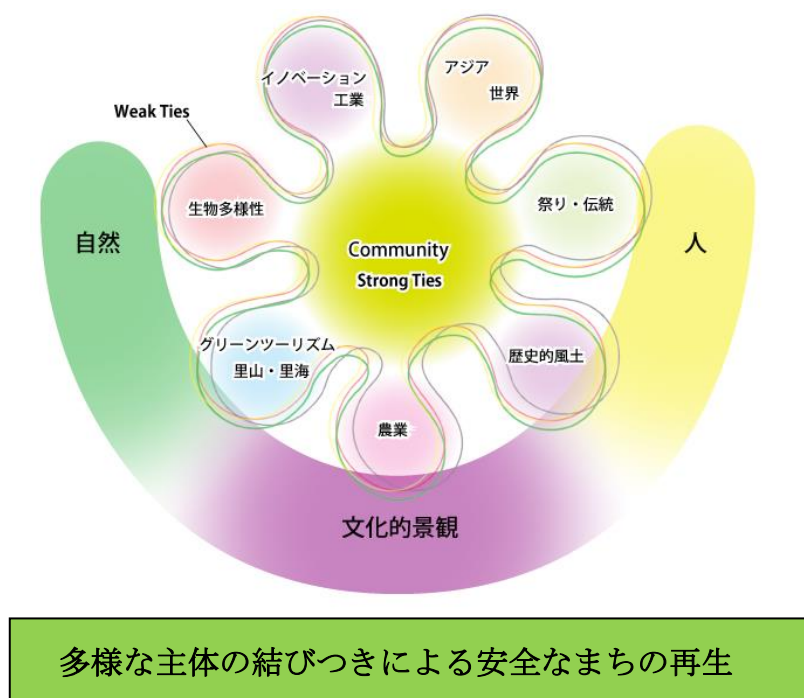 イノベーション
工業
アジア
世界
Weak Ties
生物多様性
祭り・伝統
自然
人
Community
Strong Ties
グリーンツーリズム
里山・里海
歴史的風土
農業
文化的景観
多様な主体の結びつきによる安全なまちの再生